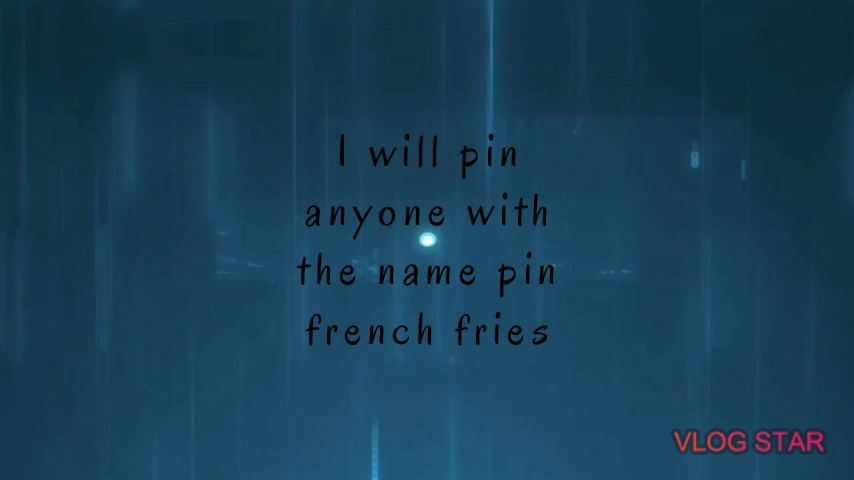 I will pin
anyone with
the name pin
french fries
VLOG STAR